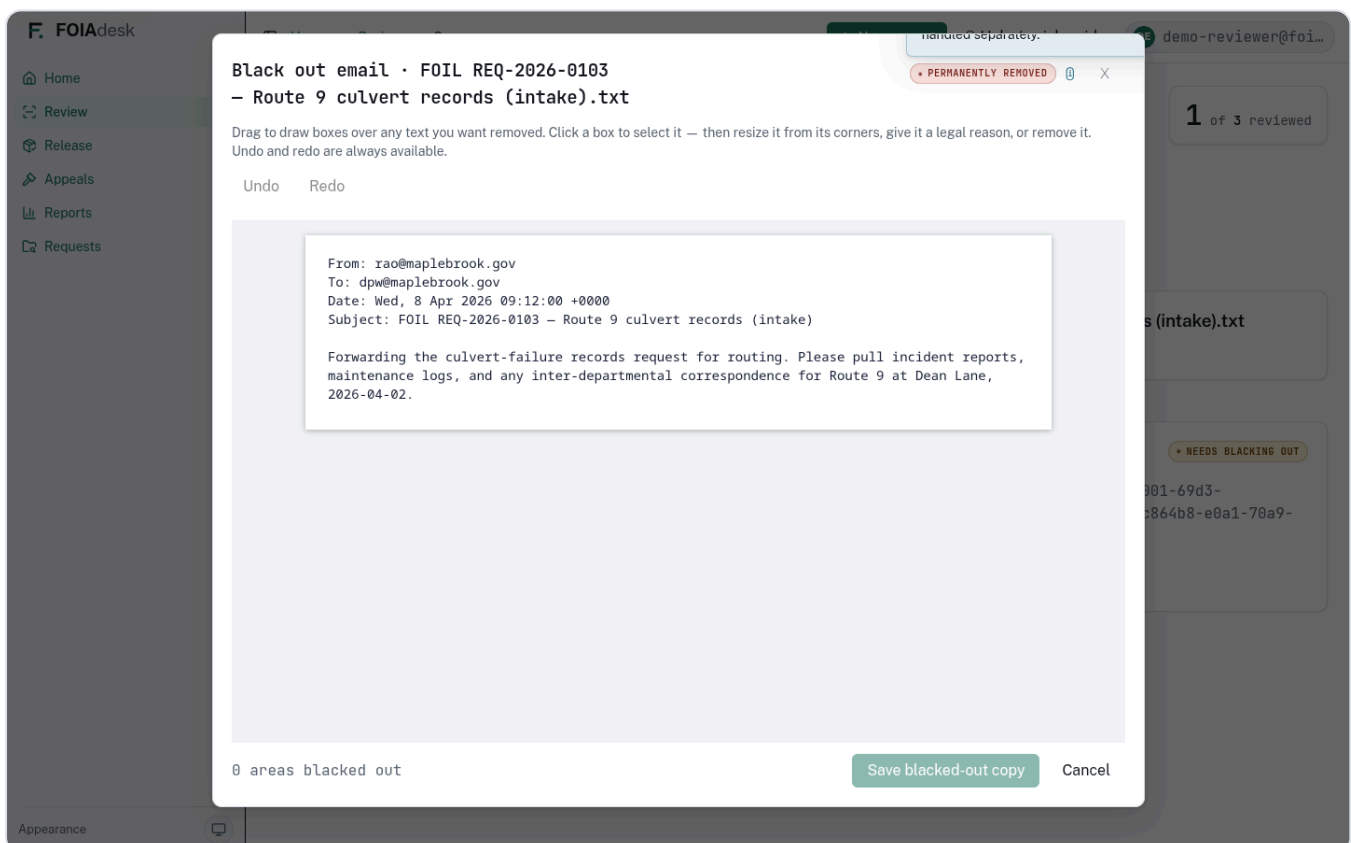 FOIAdesk
Home
Review
Release
Appeals
Reports
Requests
Appearance
demo-reviewer@foi…
1 of 3 reviewed
s (intake).txt
NEEDS BLACKING OUT
001-69d3-
c864b8-e0a1-70a9-
handled separately.
PERMANENTLY REMOVED
X
Black out email · FOIL REQ-2026-0103
— Route 9 culvert records (intake).txt
Drag to draw boxes over any text you want removed. Click a box to select it — then resize it from its corners, give it a legal reason, or remove it.
Undo and redo are always available.
Undo Redo
From: rao@maplebrook.gov
To: dpw@maplebrook.gov
Date: Wed, 8 Apr 2026 09:12:00 +0000
Subject: FOIL REQ-2026-0103 — Route 9 culvert records (intake)
Forwarding the culvert-failure records request for routing. Please pull incident reports,
maintenance logs, and any inter-departmental correspondence for Route 9 at Dean Lane,
2026-04-02.
0 areas blacked out
Save blacked-out copy Cancel